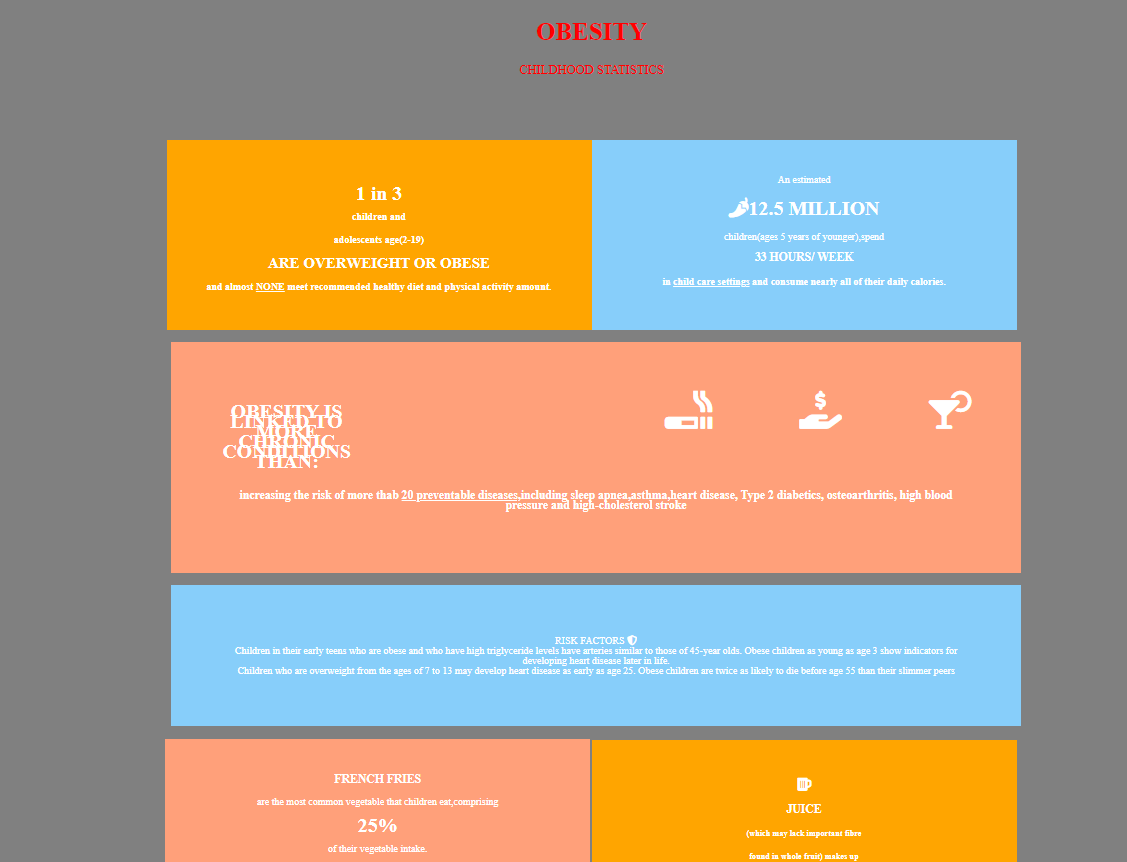 OBESITY
CHILDHOOD STATISTICS
1 in 3
children and
adolescents age(2-19)
ARE OVERWEIGHT OR OBESE
and almost NONE meet recommended healthy diet and physical activity amount.
An estimated
12.5 MILLION
children(ages 5 years of younger),spend
33 HOURS/ WEEK
in child care settings and consume nearly all of their daily calories.
OBESITY IS
LINKED TO
MORE
CHRONIC
CONDITIONS
THAN:
$
increasing the risk of more thab 20 preventable diseases,including sleep apnea,asthma,heart disease, Type 2 diabetics, osteoarthritis, high blood
pressure and high-cholesterol stroke
RISK FACTORS
Children in their early teens who are obese and who have high triglyceride levels have arteries similar to those of 45-year olds. Obese children as young as age 3 show indicators for
developing heart disease later in life.
Children who are overweight from the ages of 7 to 13 may develop heart disease as early as age 25. Obese children are twice as likely to die before age 55 than their slimmer peers
FRENCH FRIES
are the most common vegetable that children eat,comprising
25%
of their vegetable intake.
JUICE
(which may lack important fibre
found in whole fruit) makes up